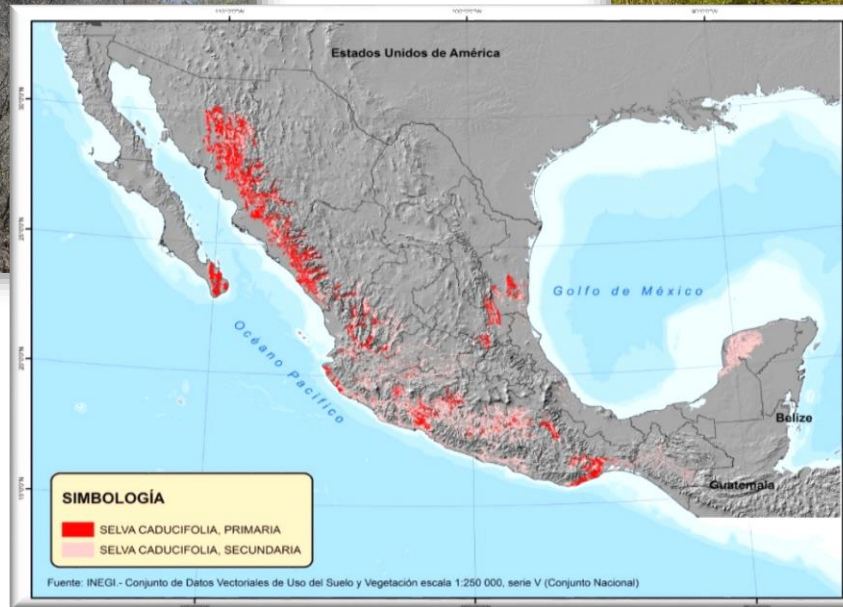 Estados Unidos de América
Golfo de México
Océano Pacífico
Belize
Guatemala
SIMBOLOGÍA
SELVA CADUCIFOLIA, PRIMARIA
SELVA CADUCIFOLIA, SECUNDARIA
Fuente: INEGI.- Conjunto de Datos Vectoriales de Uso del Suelo y Vegetación escala 1:250 000, serie V (Conjunto Nacional)